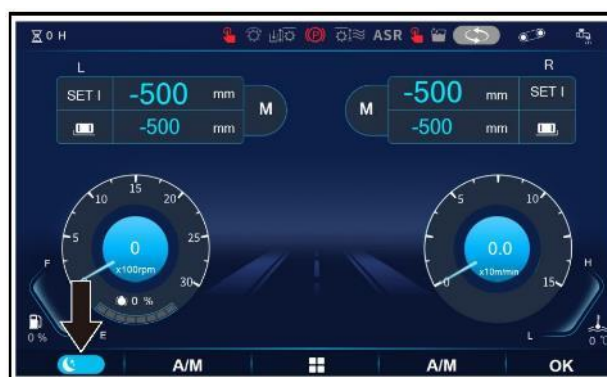 0 H
(P)
ASR
L
R
SET I -500 mm
M
M
-500 mm SET I
-500 mm
-500 mm
5
10
15
20
25
30
0
x100rpm
0 %
F
E
0 %
0
5
10
15
0.0
x10m/min
H
L
A/M
A/M
OK